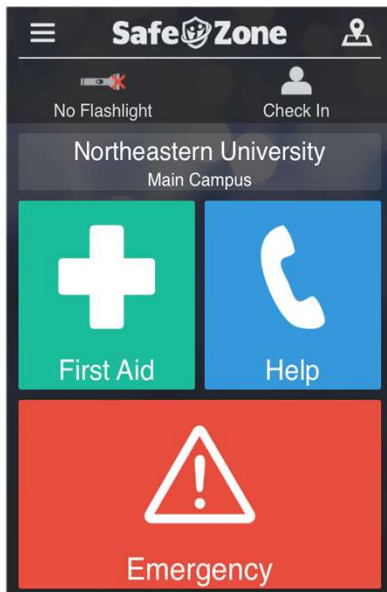 SafeZone
No Flashlight
Check In
Northeastern University
Main Campus
First Aid
Help
Emergency